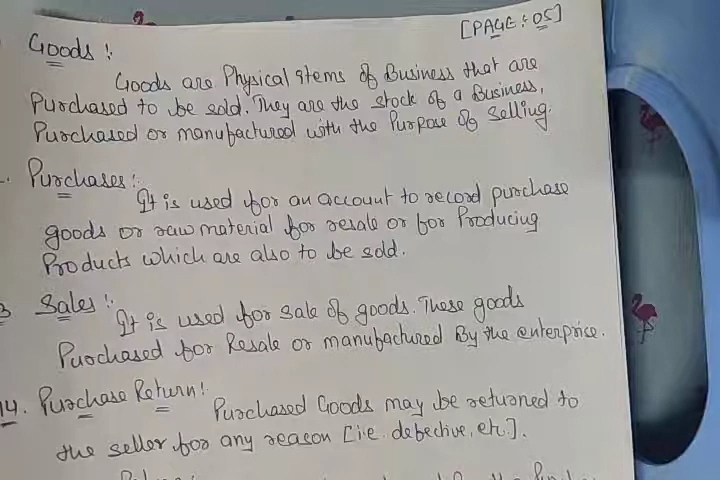 [PAGE: 05]
Goods :
Goods are Physical Items of Business that are
Purchased to be sold. They are the stock of a Business,
Purchased or manufactured with the Purpose of Selling.
Purchases :
It is used for an account to record purchase
goods or raw material for resale or for Producing
Products which are also to be sold.
3 Sales :
It is used for sale of goods. These goods
Purchased for Resale or manufactured By the enterprise.
14. Purchase Return :
Purchased Goods may be returned to
the seller for any reason [i.e. defective, etc.].